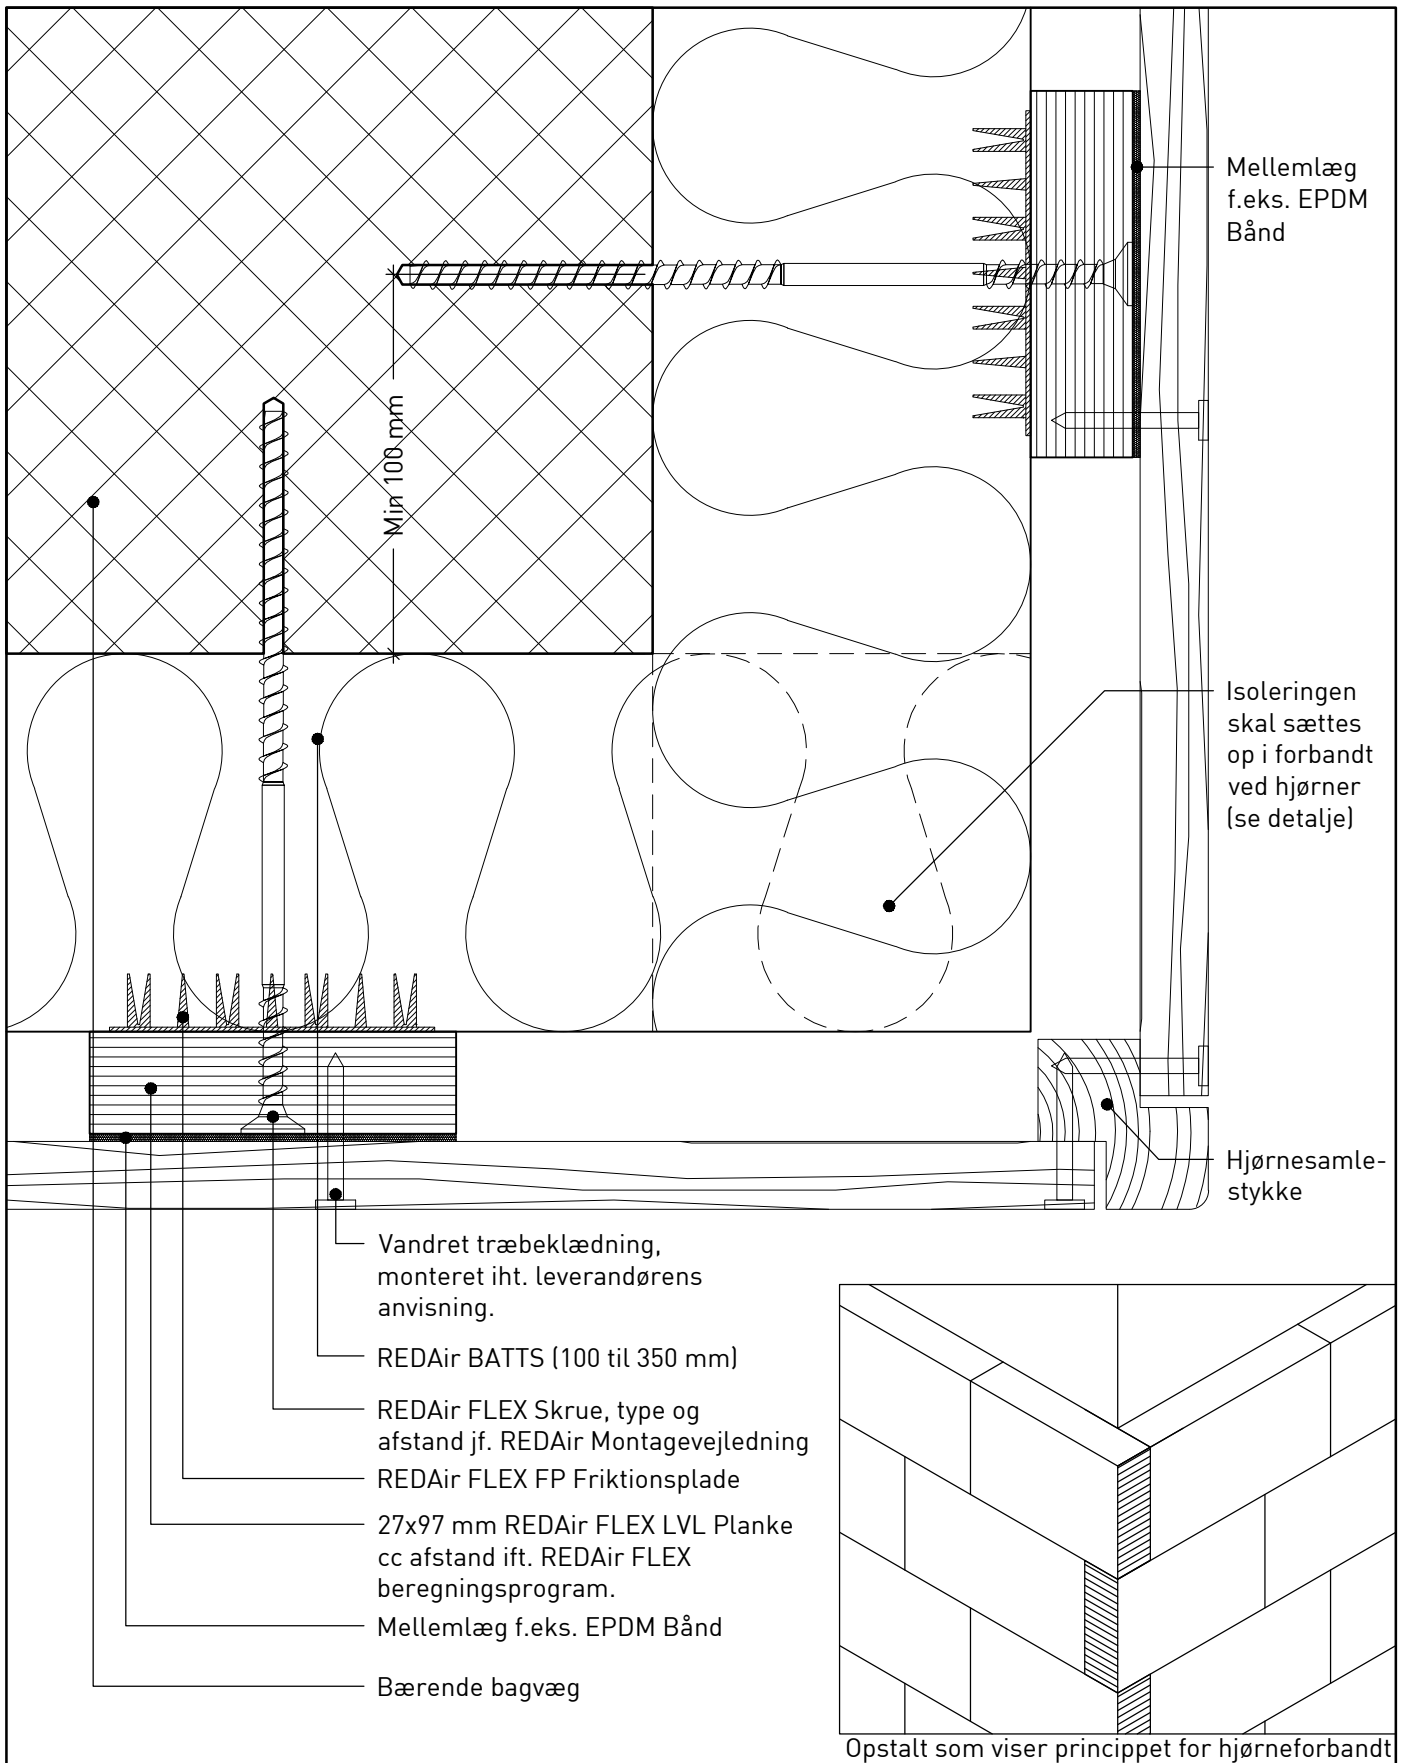 Mellemlæg
f.eks. EPDM
Bånd
Min 100 mm
Isoleringen
skal sættes
op i forbandt
ved hjørner
(se detalje)
Hjørnesamle-
stykke
Vandret træbeklædning,
monteret iht. leverandørens
anvisning.
REDAir BATTS (100 til 350 mm)
REDAir FLEX Skrue, type og
afstand jf. REDAir Montagevejledning
REDAir FLEX FP Friktionsplade
27x97 mm REDAir FLEX LVL Planke
cc afstand ift. REDAir FLEX
beregningsprogram.
Mellemlæg f.eks. EPDM Bånd
Bærende bagvæg
Opstalt som viser princippet for hjørneforbandt